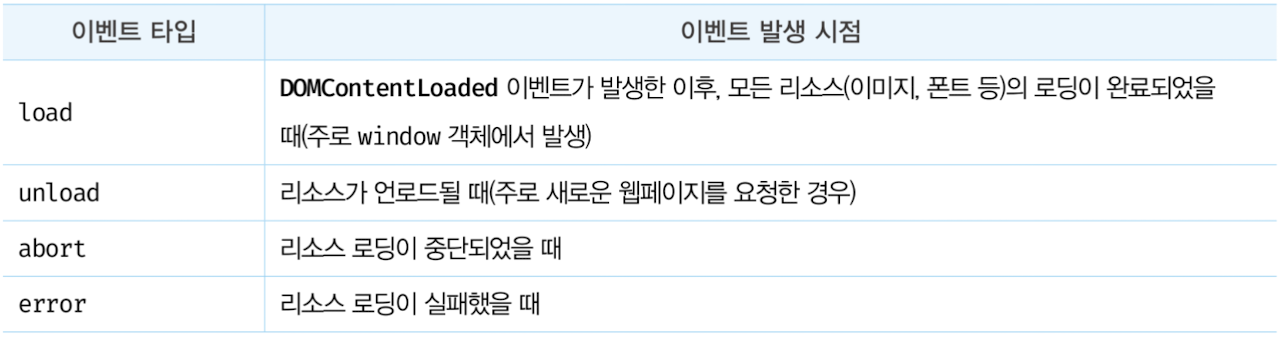 이벤트 타입 이벤트 발생 시점
load DOMContentLoaded 이벤트가 발생한 이후, 모든 리소스(이미지, 폰트 등)의 로딩이 완료되었을
때(주로 window 객체에서 발생)
unload 리소스가 언로드될 때(주로 새로운 웹페이지를 요청한 경우)
abort 리소스 로딩이 중단되었을 때
error 리소스 로딩이 실패했을 때